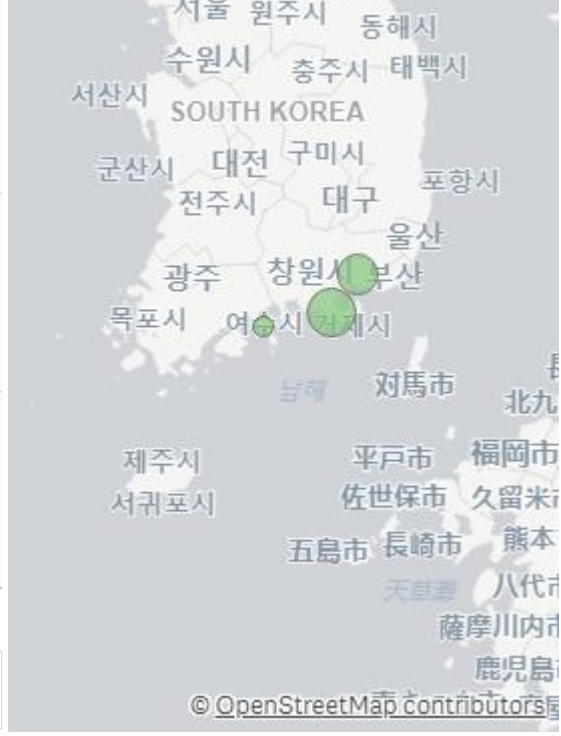 서울 원주시
동해시
수원시
충주시 태백시
서산시
SOUTH KOREA
군산시 대전 구미시
전주시 대구 포항시
울산
광주 창원시 부산
목포시 여수시 거제시
남해
対馬市
北九
제주시 平戸市 福岡市
서귀포시 佐世保市 久留米市
五島市 長崎市 熊本
天草灘 八代市
薩摩川内市
鹿児島
© OpenStreetMap contributors